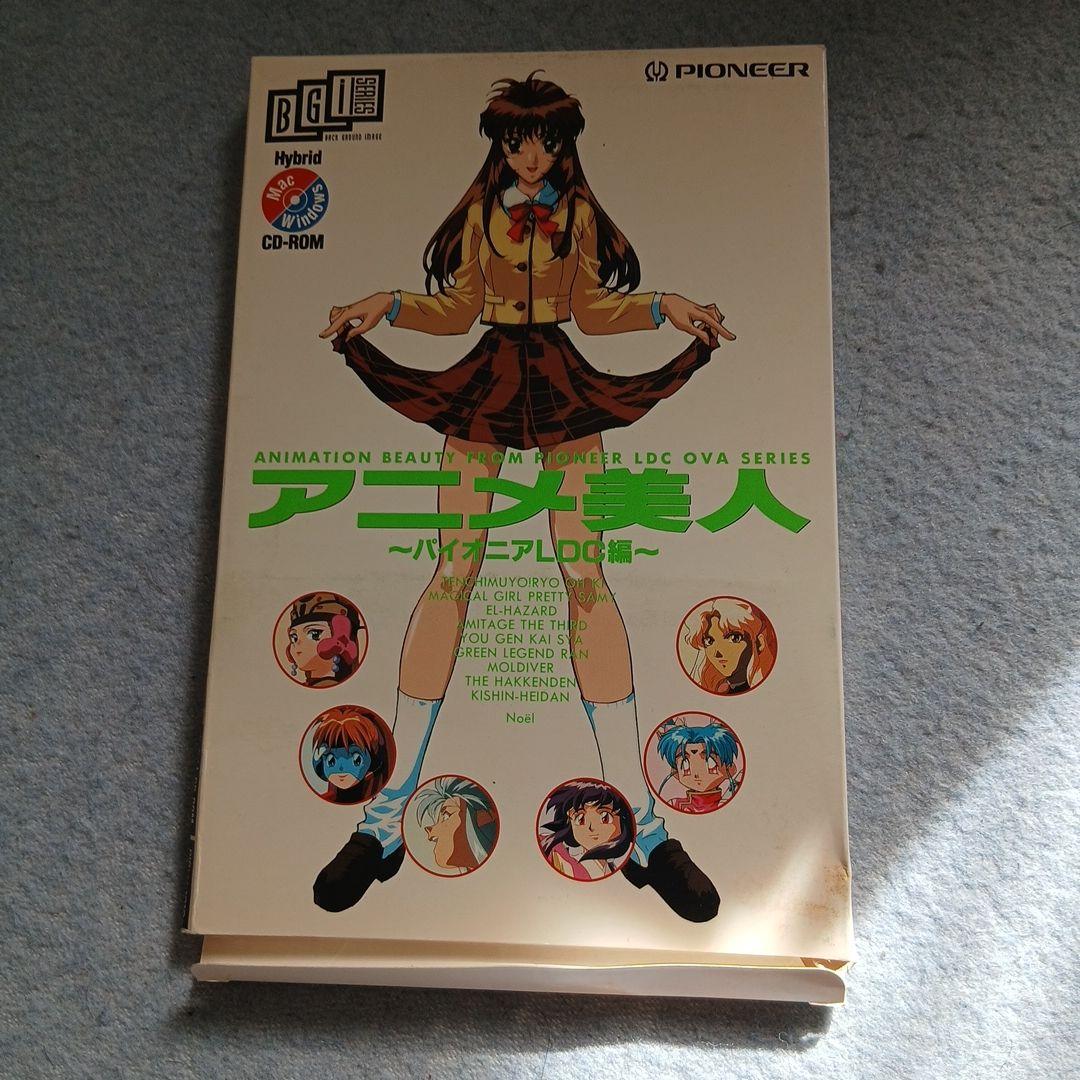 BGi SERIES
BACK GROUND IMAGE
PIONEER
Hybrid
Mac
Windows
CD-ROM
ANIMATION BEAUTY FROM PIONEER LDC OVA SERIES
アニメ美人
～パイオニアLDC編～
TENCHIMUYO!RYO OH KI
MAGICAL GIRL PRETTY SAMY
EL-HAZARD
AMITAGE THE THIRD
YOU GEN KAI SYA
GREEN LEGEND RAN
MOLDIVER
THE HAKKENDEN
KISHIN-HEIDAN
Noël